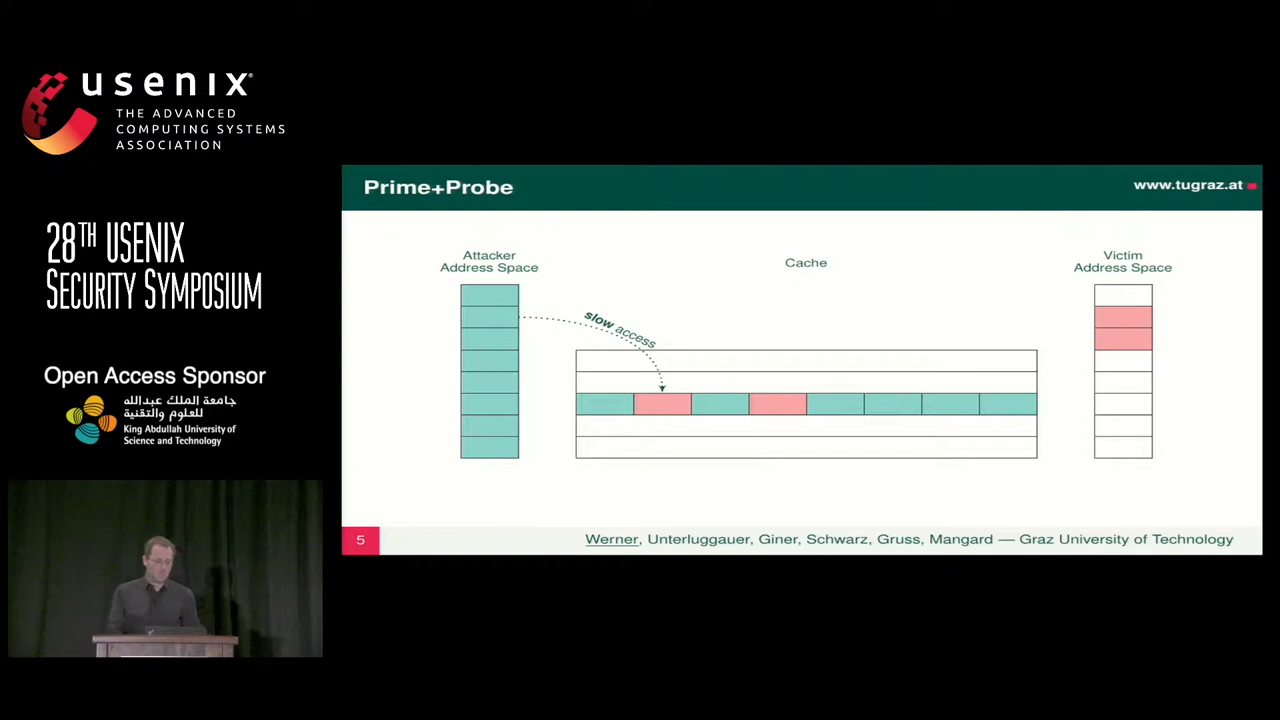 usenix
THE ADVANCED
COMPUTING SYSTEMS
ASSOCIATION
28TH USENIX
SECURITY SYMPOSIUM
Open Access Sponsor
جامعة الملك عبدالله
للعلوم والتقنية
King Abdullah University of
Science and Technology
Prime+Probe
www.tugraz.at
Attacker
Address Space
Cache
Victim
Address Space
slow access
5
Werner, Unterluggauer, Giner, Schwarz, Gruss, Mangard — Graz University of Technology